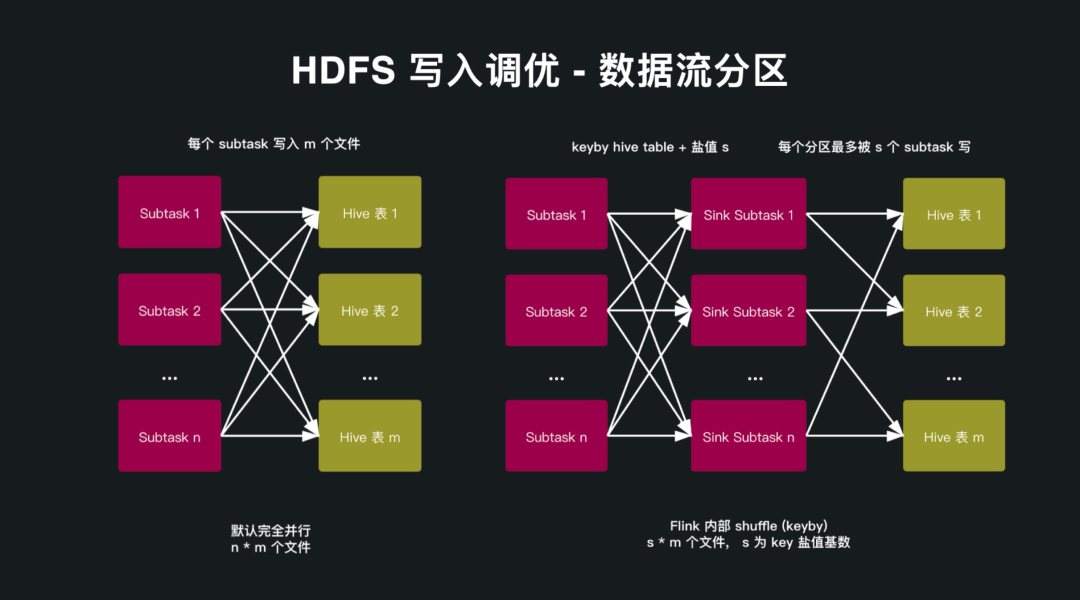 HDFS 写入调优 - 数据流分区
每个 subtask 写入 m 个文件
Subtask 1
Hive 表 1
Subtask 2
Hive 表 2
...
...
Subtask n
Hive 表 m
默认完全并行
n * m 个文件
keyby hive table + 盐值 s
每个分区最多被 s 个 subtask 写
Subtask 1
Sink Subtask 1
Hive 表 1
Subtask 2
Sink Subtask 2
Hive 表 2
...
...
...
Subtask n
Sink Subtask n
Hive 表 m
Flink 内部 shuffle (keyby)
s * m 个文件, s 为 key 盐值基数